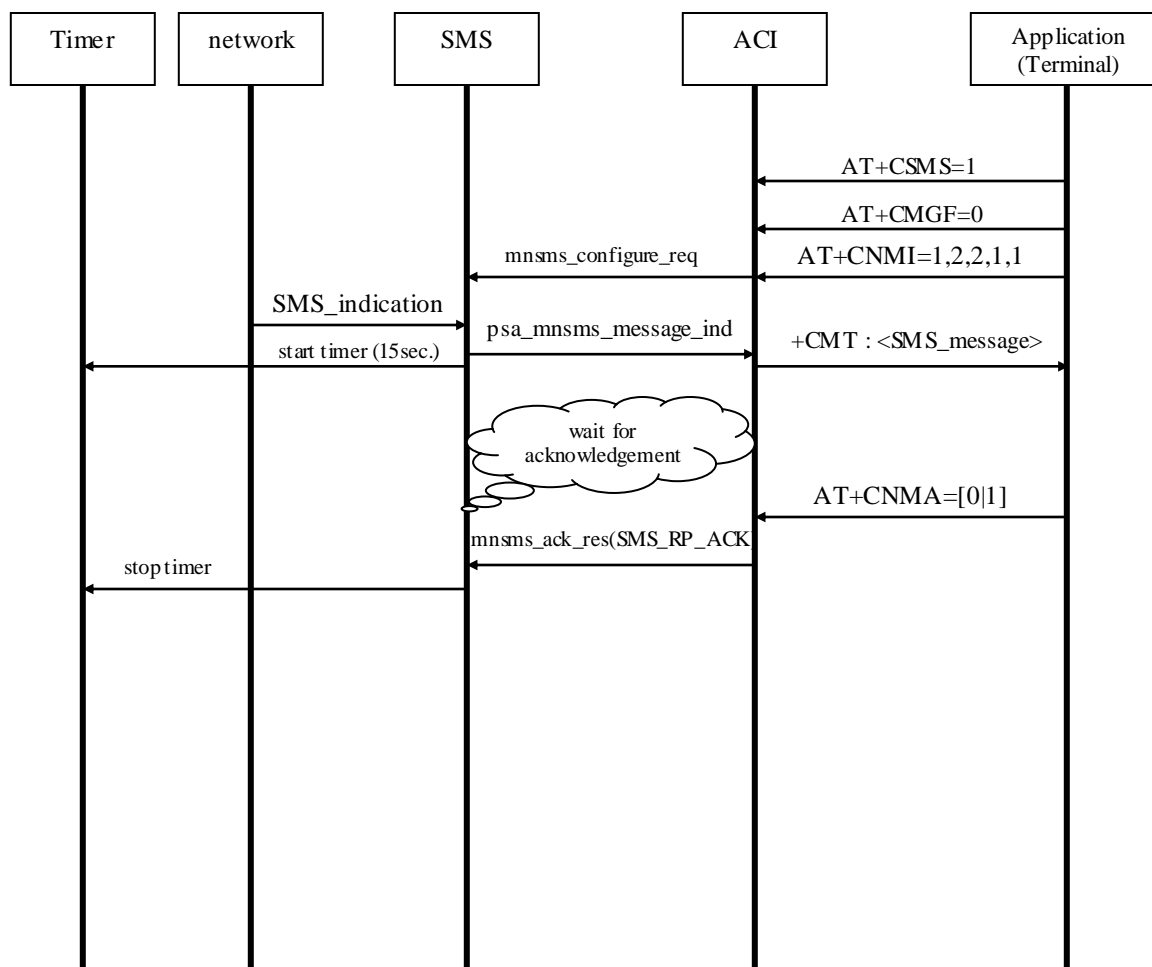 Timer
network
SMS
ACI
Application
(Terminal)
AT+CSMS=1
AT+CMGF=0
mnsms_configure_req
AT+CNMI=1,2,2,1,1
SMS_indication
psa_mnsms_message_ind
start timer (15sec.)
+CMT : <SMS_message>
wait for
acknowledgement
AT+CNMA=[0|1]
mnsms_ack_res(SMS_RP_ACK)
stop timer